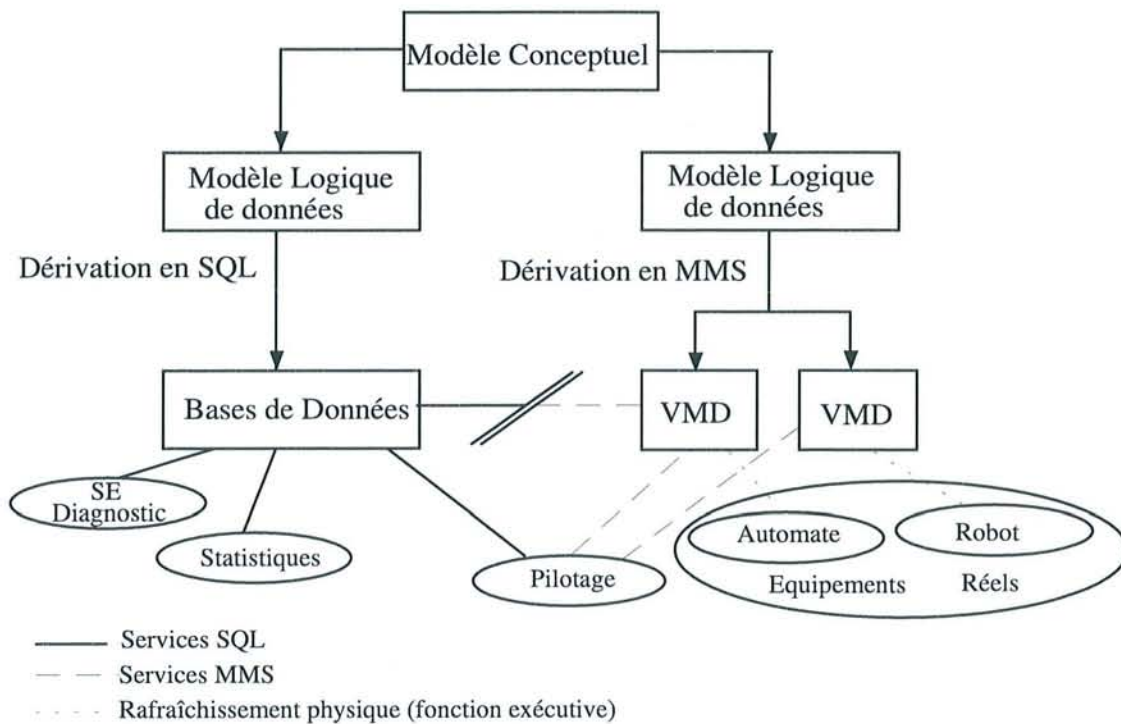 Modèle Conceptuel
Modèle Logique
de données
Modèle Logique
de données
Dérivation en SQL
Dérivation en MMS
Bases de Données
VMD
VMD
SE
Diagnostic
Statistiques
Pilotage
Automate
Robot
Equipements
Réels
Services SQL
Services MMS
Rafraîchissement physique (fonction exécutive)